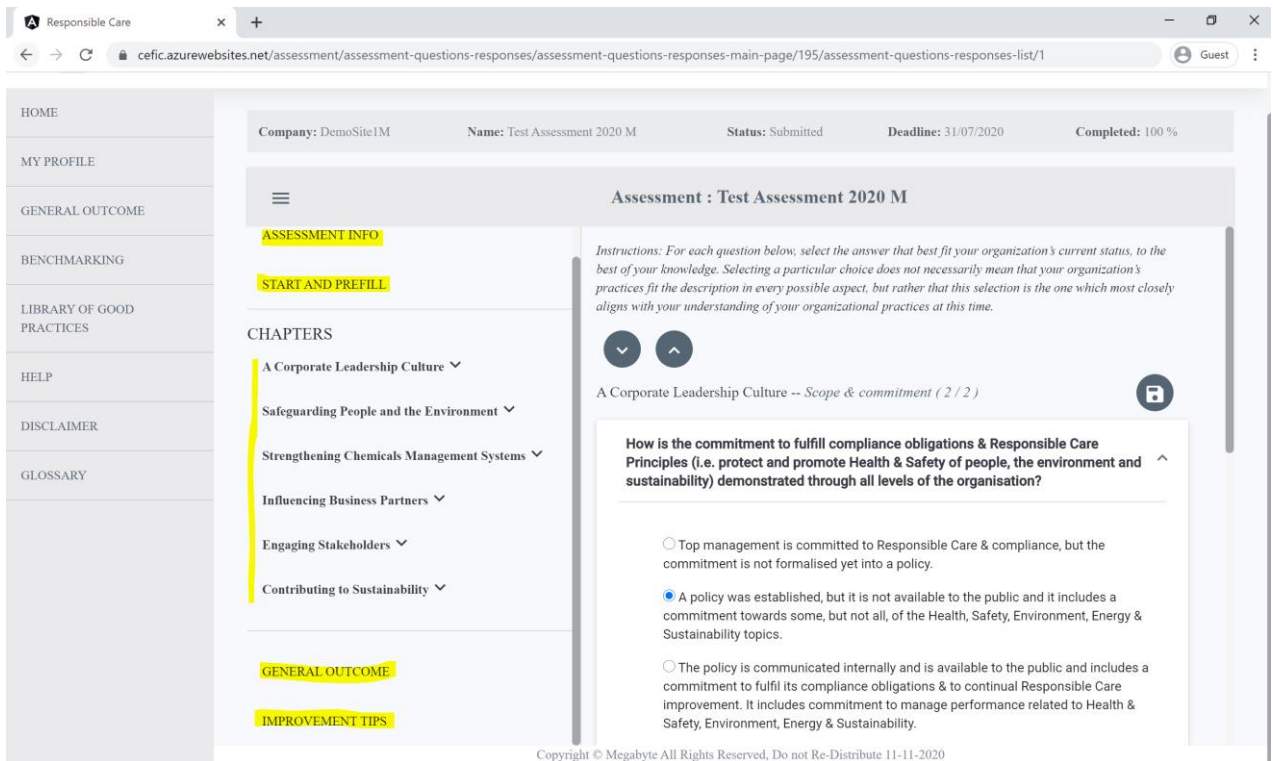 Responsible Care
cefic.azurewebsites.net/assessment/assessment-questions-responses/assessment-questions-responses-main-page/195/assessment-questions-responses-list/1
Guest
HOME
MY PROFILE
GENERAL OUTCOME
BENCHMARKING
LIBRARY OF GOOD
PRACTICES
HELP
DISCLAIMER
GLOSSARY
Company: DemoSite1M Name: Test Assessment 2020 M Status: Submitted Deadline: 31/07/2020 Completed: 100 %
Assessment : Test Assessment 2020 M
ASSESSMENT INFO
START AND PREFILL
CHAPTERS
A Corporate Leadership Culture
Safeguarding People and the Environment
Strengthening Chemicals Management Systems
Influencing Business Partners
Engaging Stakeholders
Contributing to Sustainability
GENERAL OUTCOME
IMPROVEMENT TIPS
Instructions: For each question below, select the answer that best fit your organization's current status, to the
best of your knowledge. Selecting a particular choice does not necessarily mean that your organization's
practices fit the description in every possible aspect, but rather that this selection is the one which most closely
aligns with your understanding of your organizational practices at this time.
A Corporate Leadership Culture -- Scope & commitment ( 2 / 2 )
How is the commitment to fulfill compliance obligations & Responsible Care
Principles (i.e. protect and promote Health & Safety of people, the environment and
sustainability) demonstrated through all levels of the organisation?
Top management is committed to Responsible Care & compliance, but the
commitment is not formalised yet into a policy.
A policy was established, but it is not available to the public and it includes a
commitment towards some, but not all, of the Health, Safety, Environment, Energy &
Sustainability topics.
The policy is communicated internally and is available to the public and includes a
commitment to fulfil its compliance obligations & to continual Responsible Care
improvement. It includes commitment to manage performance related to Health &
Safety, Environment, Energy & Sustainability.
Copyright © Megabyte All Rights Reserved, Do not Re-Distribute 11-11-2020